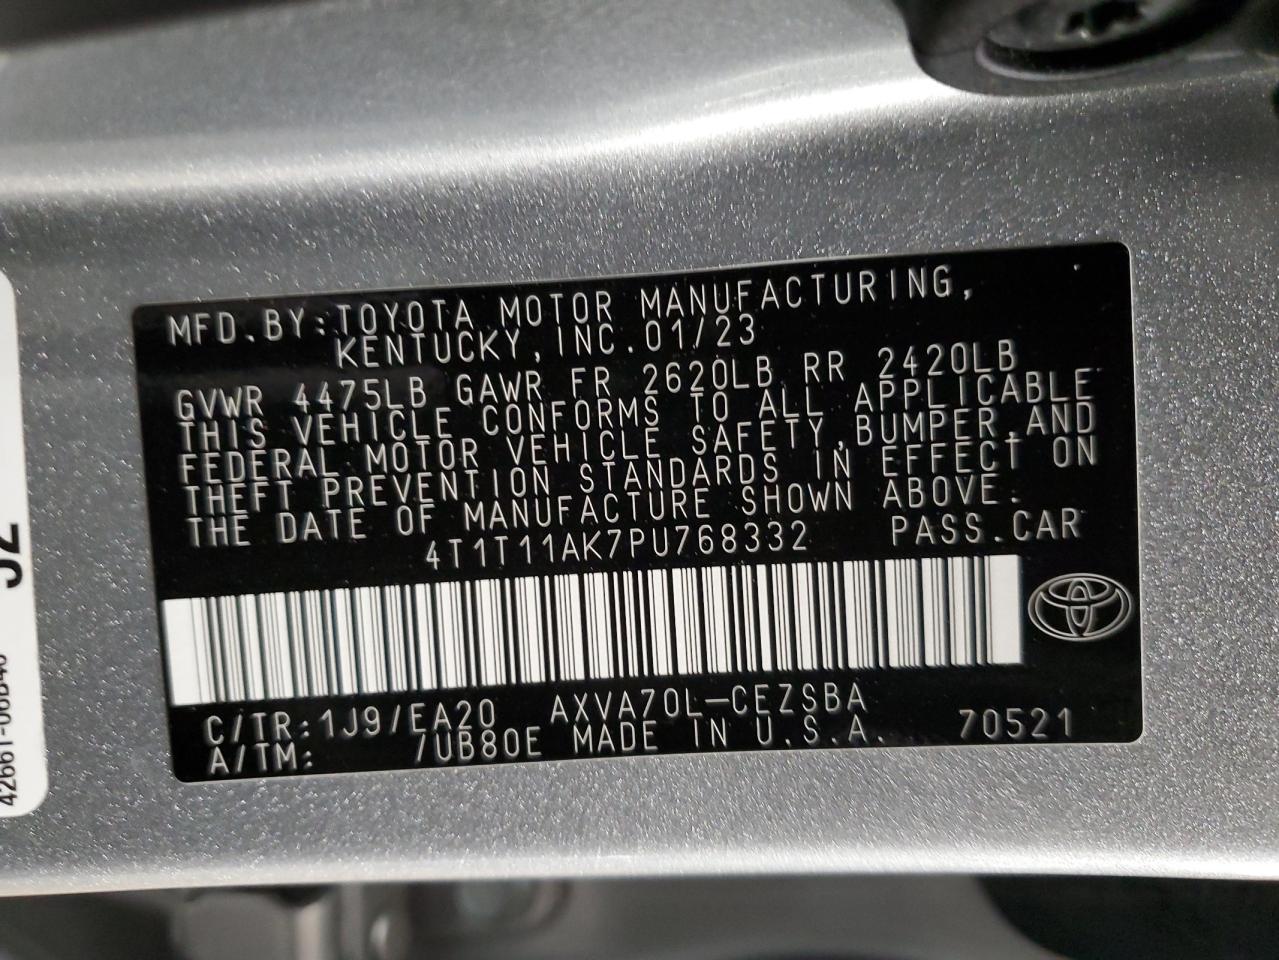 MFD.BY:TOYOTA MOTOR MANUFACTURING,
KENTUCKY,INC.01/23
GVWR 4475LB GAWR FR 2620LB RR 2420LB
THIS VEHICLE CONFORMS TO ALL APPLICABLE
FEDERAL MOTOR VEHICLE SAFETY,BUMPER,AND
THEFT PREVENTION STANDARDS IN EFFECT ON
THE DATE OF MANUFACTURE SHOWN ABOVE.
4T1T11AK7PU768332 PASS.CAR
C/TR:1J9/EA20 AXVA70L-CEZSBA
A/TM: /UB80E MADE IN U.S.A. 70521